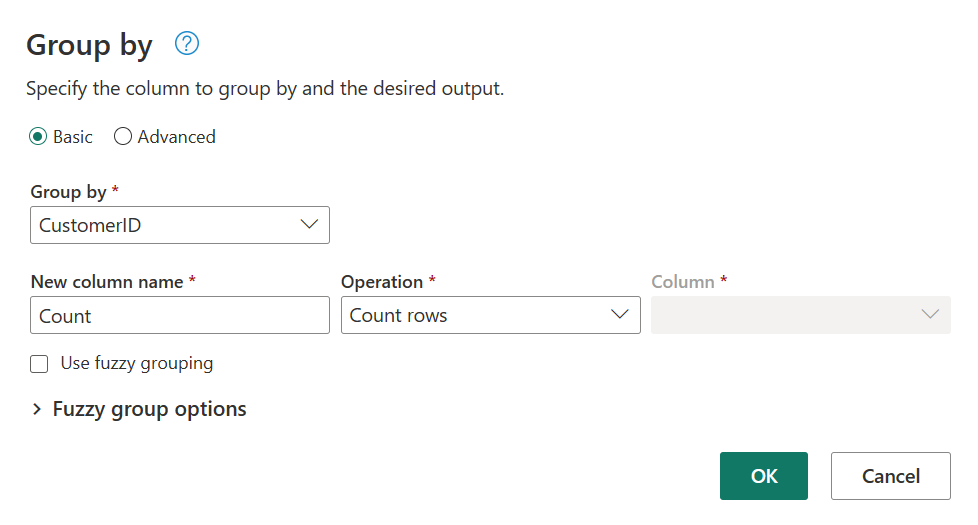 Group by ?
Specify the column to group by and the desired output.
Basic Advanced
Group by *
CustomerID
New column name * Operation * Column *
Count Count rows
Use fuzzy grouping
Fuzzy group options
OK Cancel